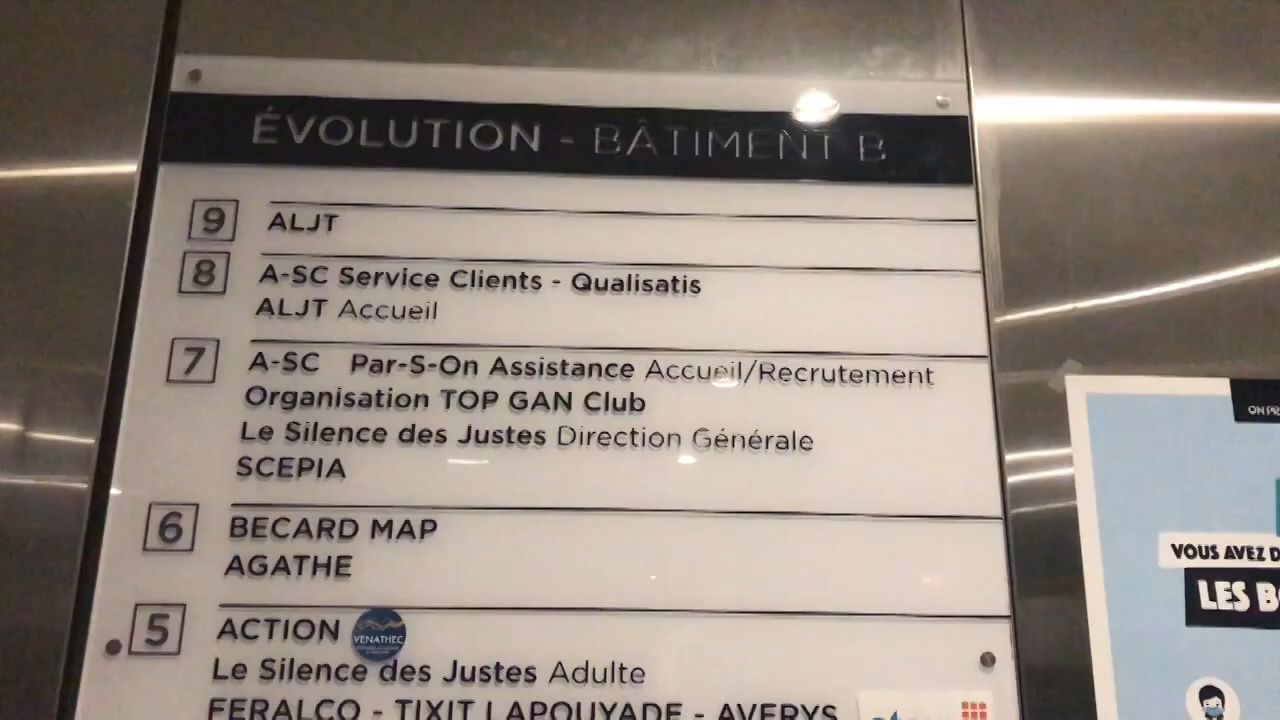 ÉVOLUTION - BÂTIMENT B
9 ALJT
8 A-SC Service Clients - Qualisatis
ALJT Accueil
7 A-SC Par-S-On Assistance Accueil/Recrutement
Organisation TOP GAN Club
Le Silence des Justes Direction Générale
SCEPIA
6 BECARD MAP
AGATHE
5 ACTION VENATHEC
Le Silence des Justes Adulte
FERALCO - TIXIT LAPOUYADE - AVERYS
ON
VOUS AVEZ
LES